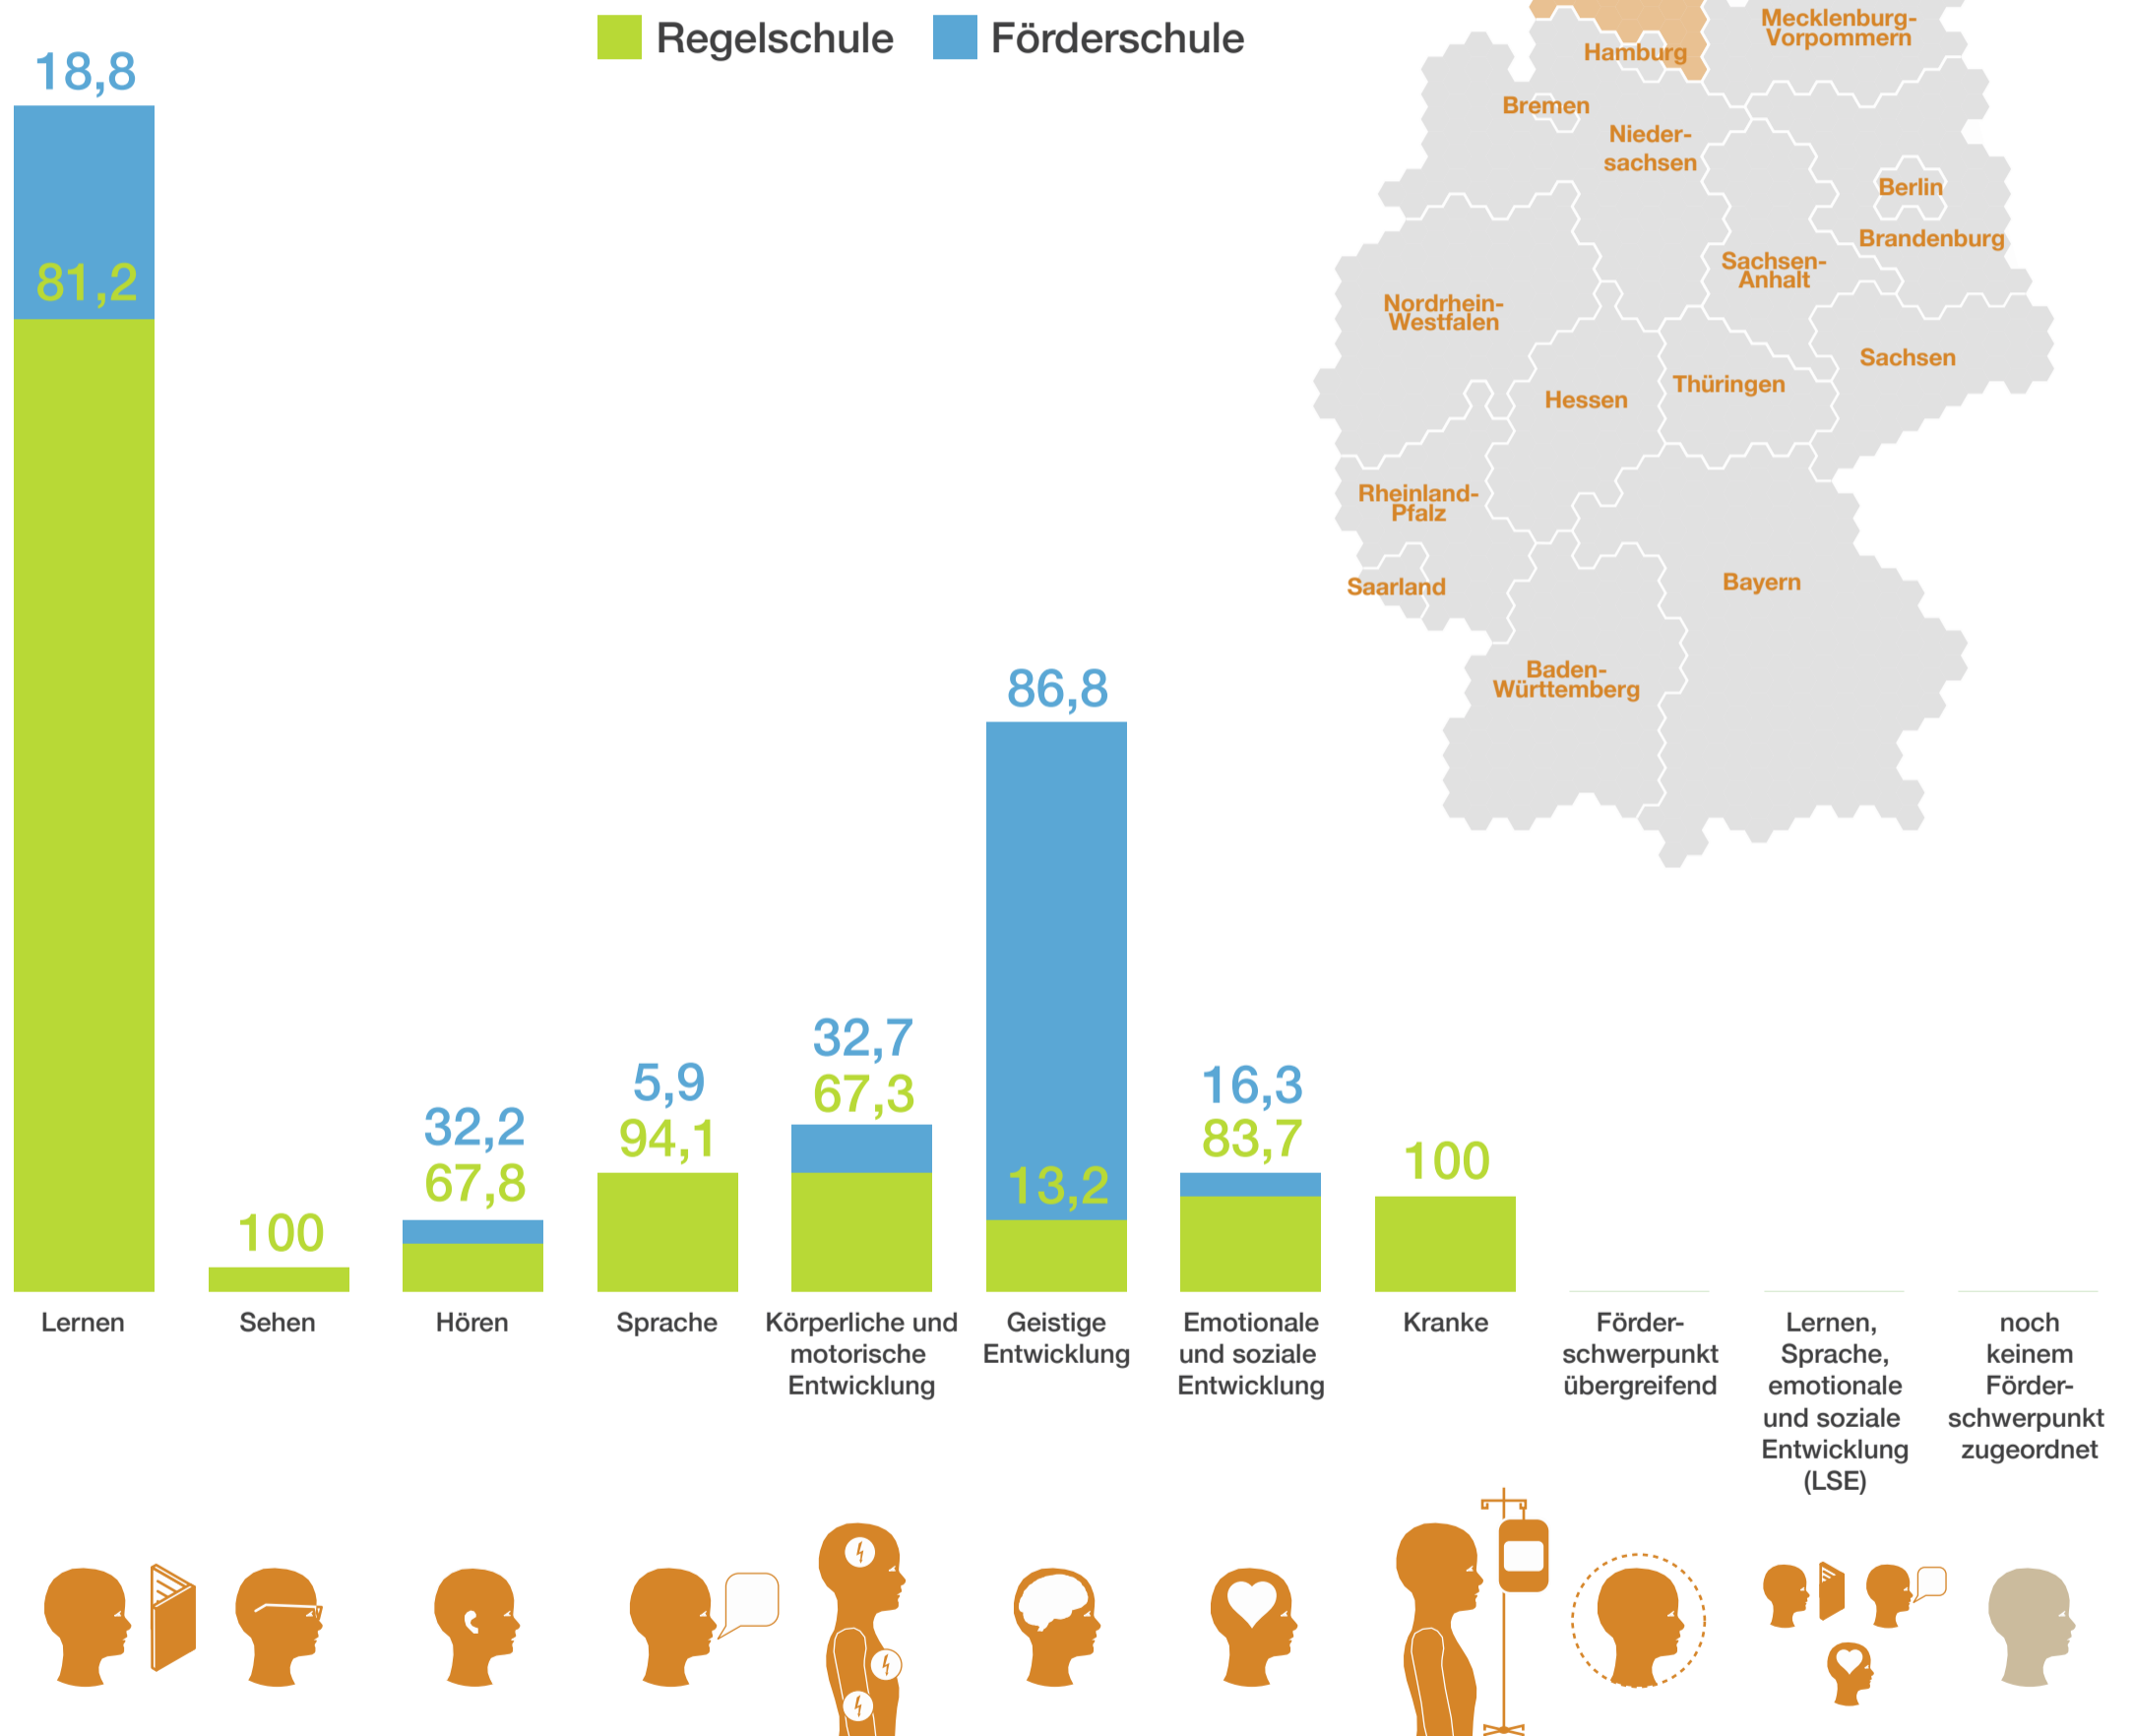 Regelschule
Förderschule
Mecklenburg-
Vorpommern
Hamburg
Bremen
Nieder-
sachsen
Berlin
Brandenburg
Sachsen-
Anhalt
Nordrhein-
Westfalen
Sachsen
Thüringen
Hessen
Rheinland-
Pfalz
Saarland
Bayern
Baden-
Württemberg
18,8
81,2
100
32,2
67,8
5,9
94,1
32,7
67,3
86,8
13,2
16,3
83,7
100
Lernen
Sehen
Hören
Sprache
Körperliche und
motorische
Entwicklung
Geistige
Entwicklung
Emotionale
und soziale
Entwicklung
Kranke
Förder-
schwerpunkt
übergreifend
Lernen,
Sprache,
emotionale
und soziale
Entwicklung
(LSE)
noch
keinem
Förder-
schwerpunkt
zugeordnet